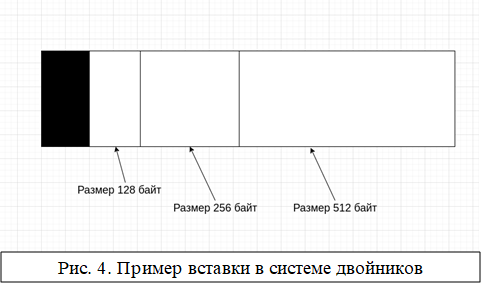 Размер 128 байт
Размер 256 байт
Размер 512 байт
Рис. 4. Пример вставки в системе двойников